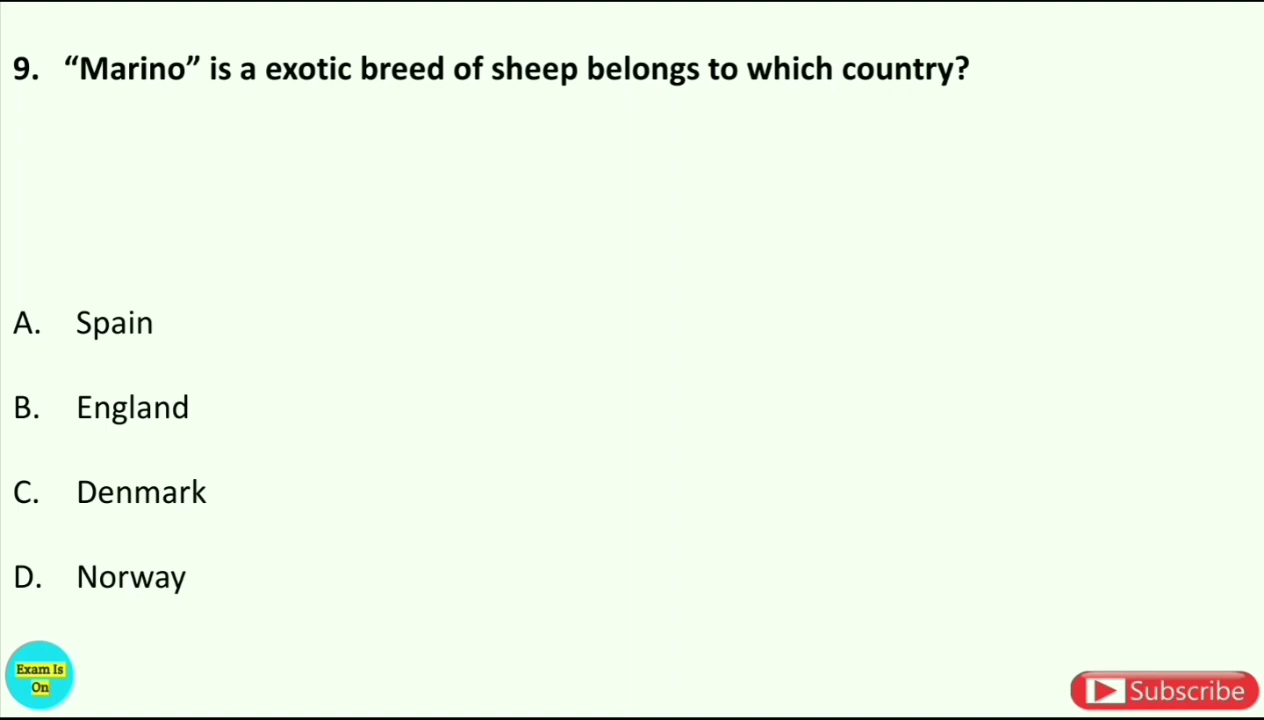 9. “Marino” is a exotic breed of sheep belongs to which country?
A. Spain
B. England
C. Denmark
D. Norway
Exam Is
On
Subscribe